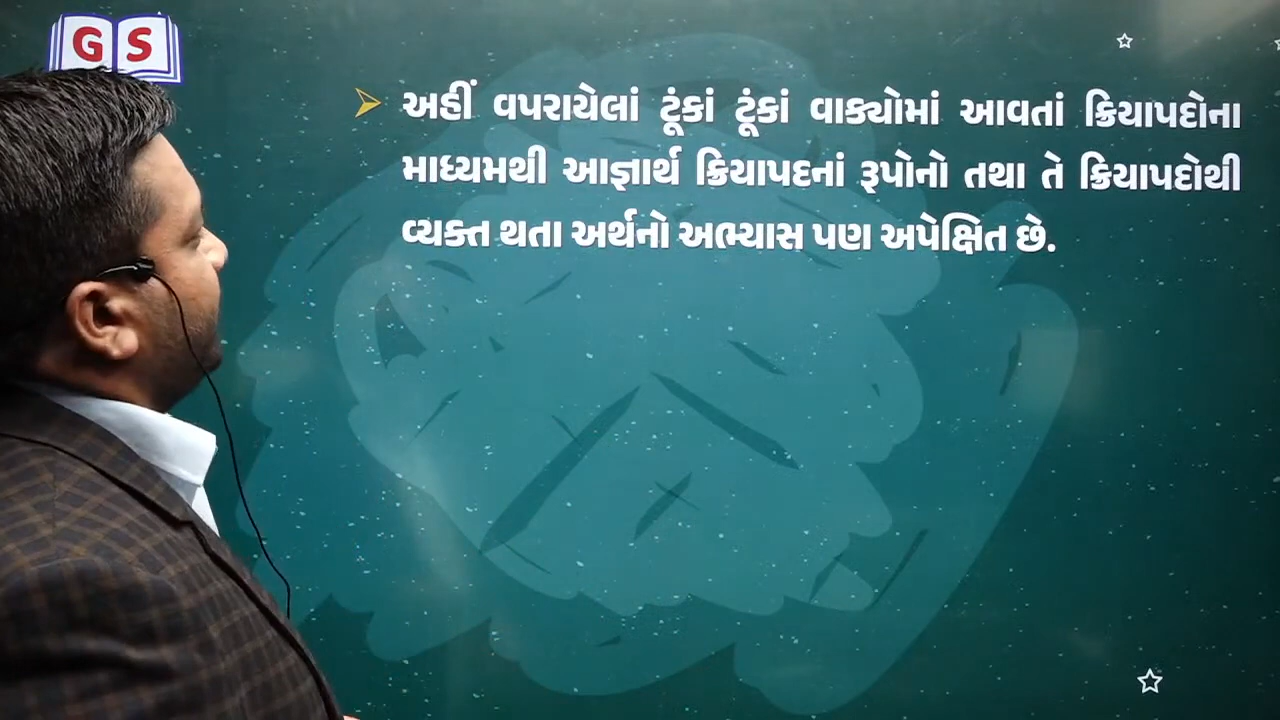 GS
અહીં વપરાયેલાં ટૂંકાં ટૂંકાં વાક્યોમાં આવતાં ક્રિયાપદોના
માધ્યમથી આજ્ઞાર્થ ક્રિયાપદનાં રૂપોનો તથા તે ક્રિયાપદોથી
વ્યક્ત થતા અર્થનો અભ્યાસ પણ અપેક્ષિત છે.